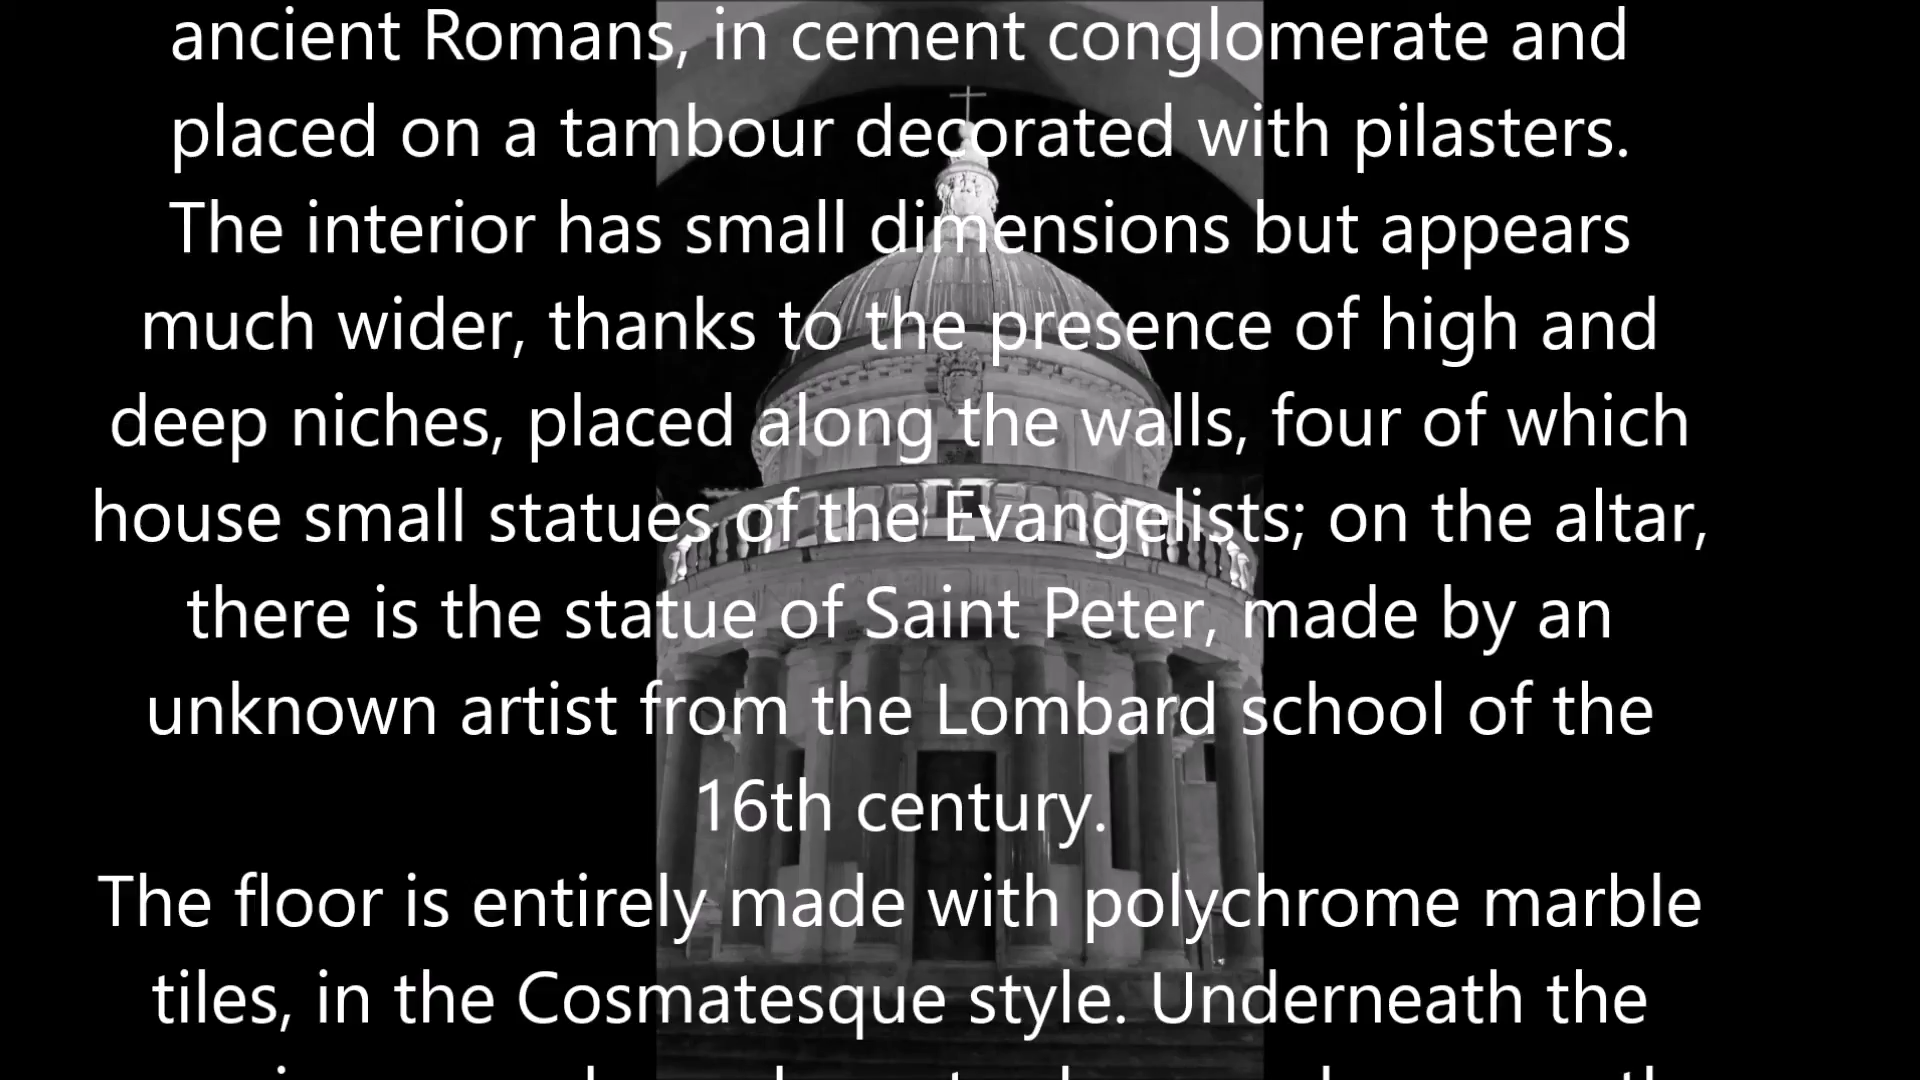 ancient Romans, in cement conglomerate and
placed on a tambour decorated with pilasters.
The interior has small dimensions but appears
much wider, thanks to the presence of high and
deep niches, placed along the walls, four of which
house small statues of the Evangelists; on the altar,
there is the statue of Saint Peter, made by an
unknown artist from the Lombard school of the
16th century.
The floor is entirely made with polychrome marble
tiles, in the Cosmatesque style. Underneath the